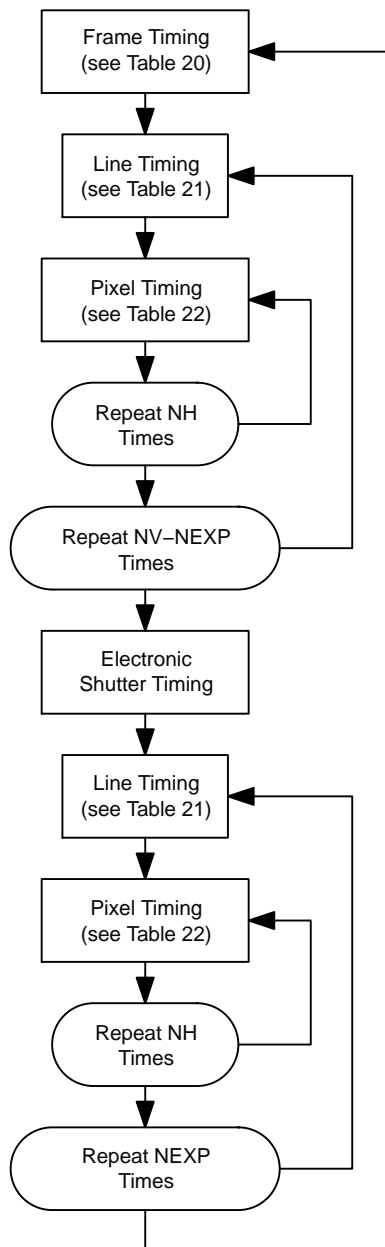 Frame Timing
(see Table 20)
Line Timing
(see Table 21)
Pixel Timing
(see Table 22)
Repeat NH
Times
Repeat NV−NEXP
Times
Electronic
Shutter Timing
Line Timing
(see Table 21)
Pixel Timing
(see Table 22)
Repeat NH
Times
Repeat NEXP
Times